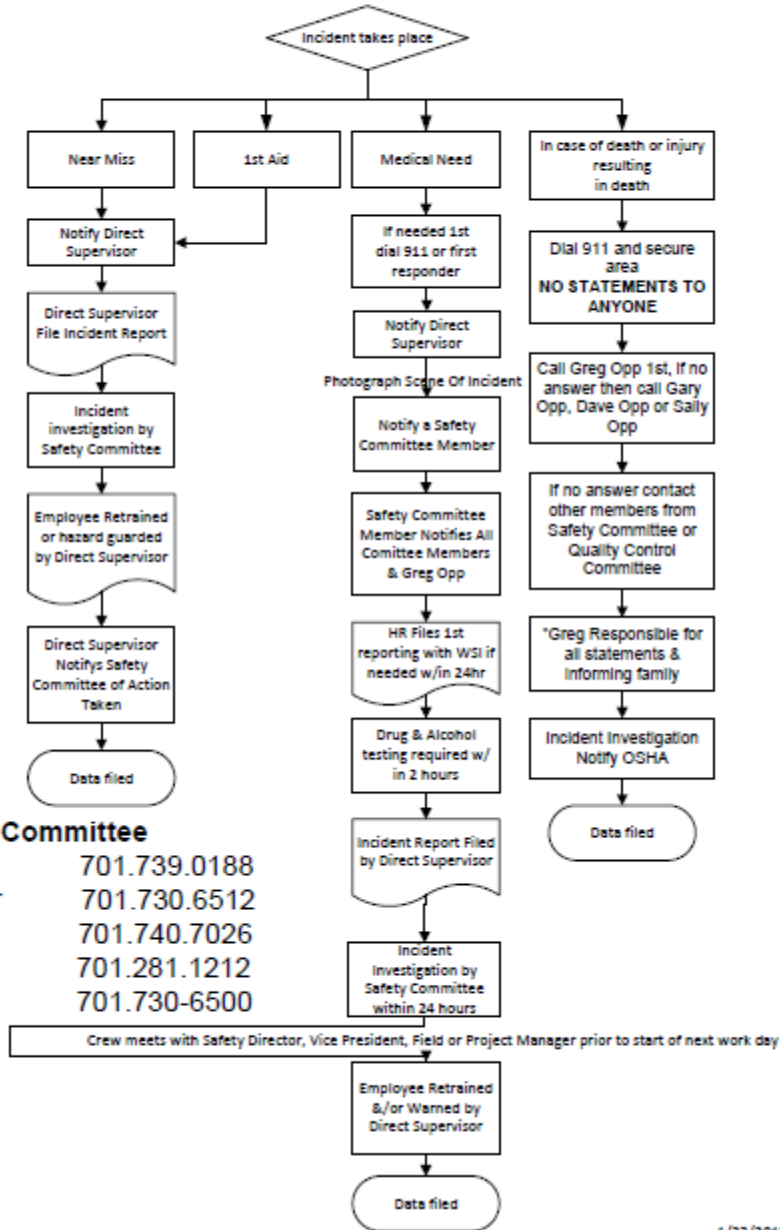 Incident takes place
Near Miss
1st Aid
Medical Need
In case of death or injury
resulting
in death
Notify Direct
Supervisor
Direct Supervisor
File Incident Report
Incident
investigation by
Safety Committee
Employee Retrained
or hazard guarded
by Direct Supervisor
Direct Supervisor
Notifys Safety
Committee of Action
Taken
Data filed
If needed 1st
dial 911 or first
responder
Notify Direct
Supervisor
Photograph Scene Of Incident
Notify a Safety
Committee Member
Safety Committee
Member Notifies All
Comittee Members
& Greg Opp
HR Files 1st
reporting with WSI if
needed w/in 24hr
Drug & Alcohol
testing required w/
in 2 hours
Incident Report Filed
by Direct Supervisor
Incident
Investigation by
Safety Committee
within 24 hours
Crew meets with Safety Director, Vice President, Field or Project Manager prior to start of next work day
Employee Retrained
&/or Warned by
Direct Supervisor
Data filed
Dial 911 and secure
area
NO STATEMENTS TO
ANYONE
Call Greg Opp 1st, If no
answer then call Gary
Opp, Dave Opp or Sally
Opp
If no answer contact
other members from
Safety Committee or
Quality Control
Committee
"Greg Responsible for
all statements &
Informing family
Incident Investigation
Notify OSHA
Data filed
Committee
701.739.0188
701.730.6512
701.740.7026
701.281.1212
701.730-6500